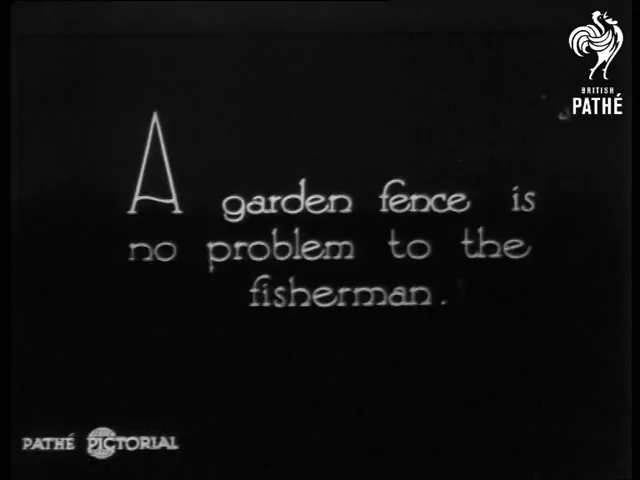 BRITISH
PATHÉ
A garden fence is
no problem to the
fisherman.
PATHÉ PICTORIAL